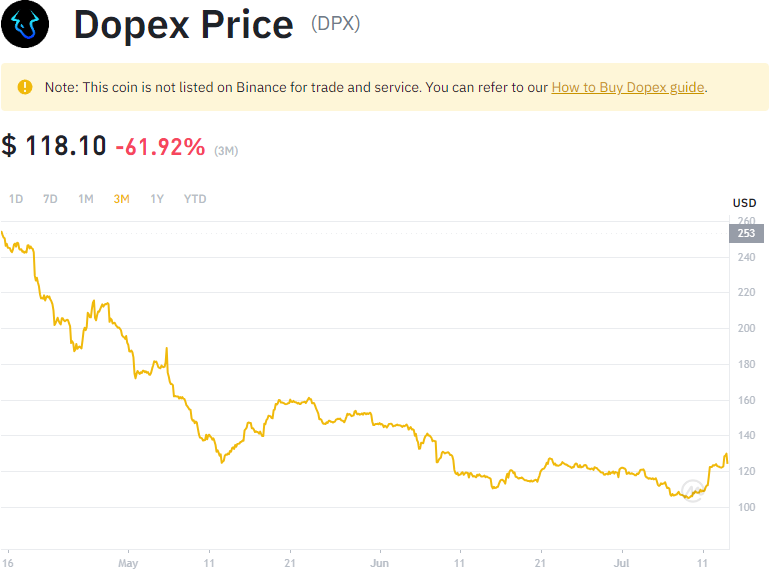 Dopex Price (DPX)
Note: This coin is not listed on Binance for trade and service. You can refer to our How to Buy Dopex guide.
$ 118.10 -61.92% (3M)
1D 7D 1M 3M 1Y YTD
USD
260
253
240
220
200
180
160
140
120
100
16 May 11 21 Jun 11 21 Jul 11